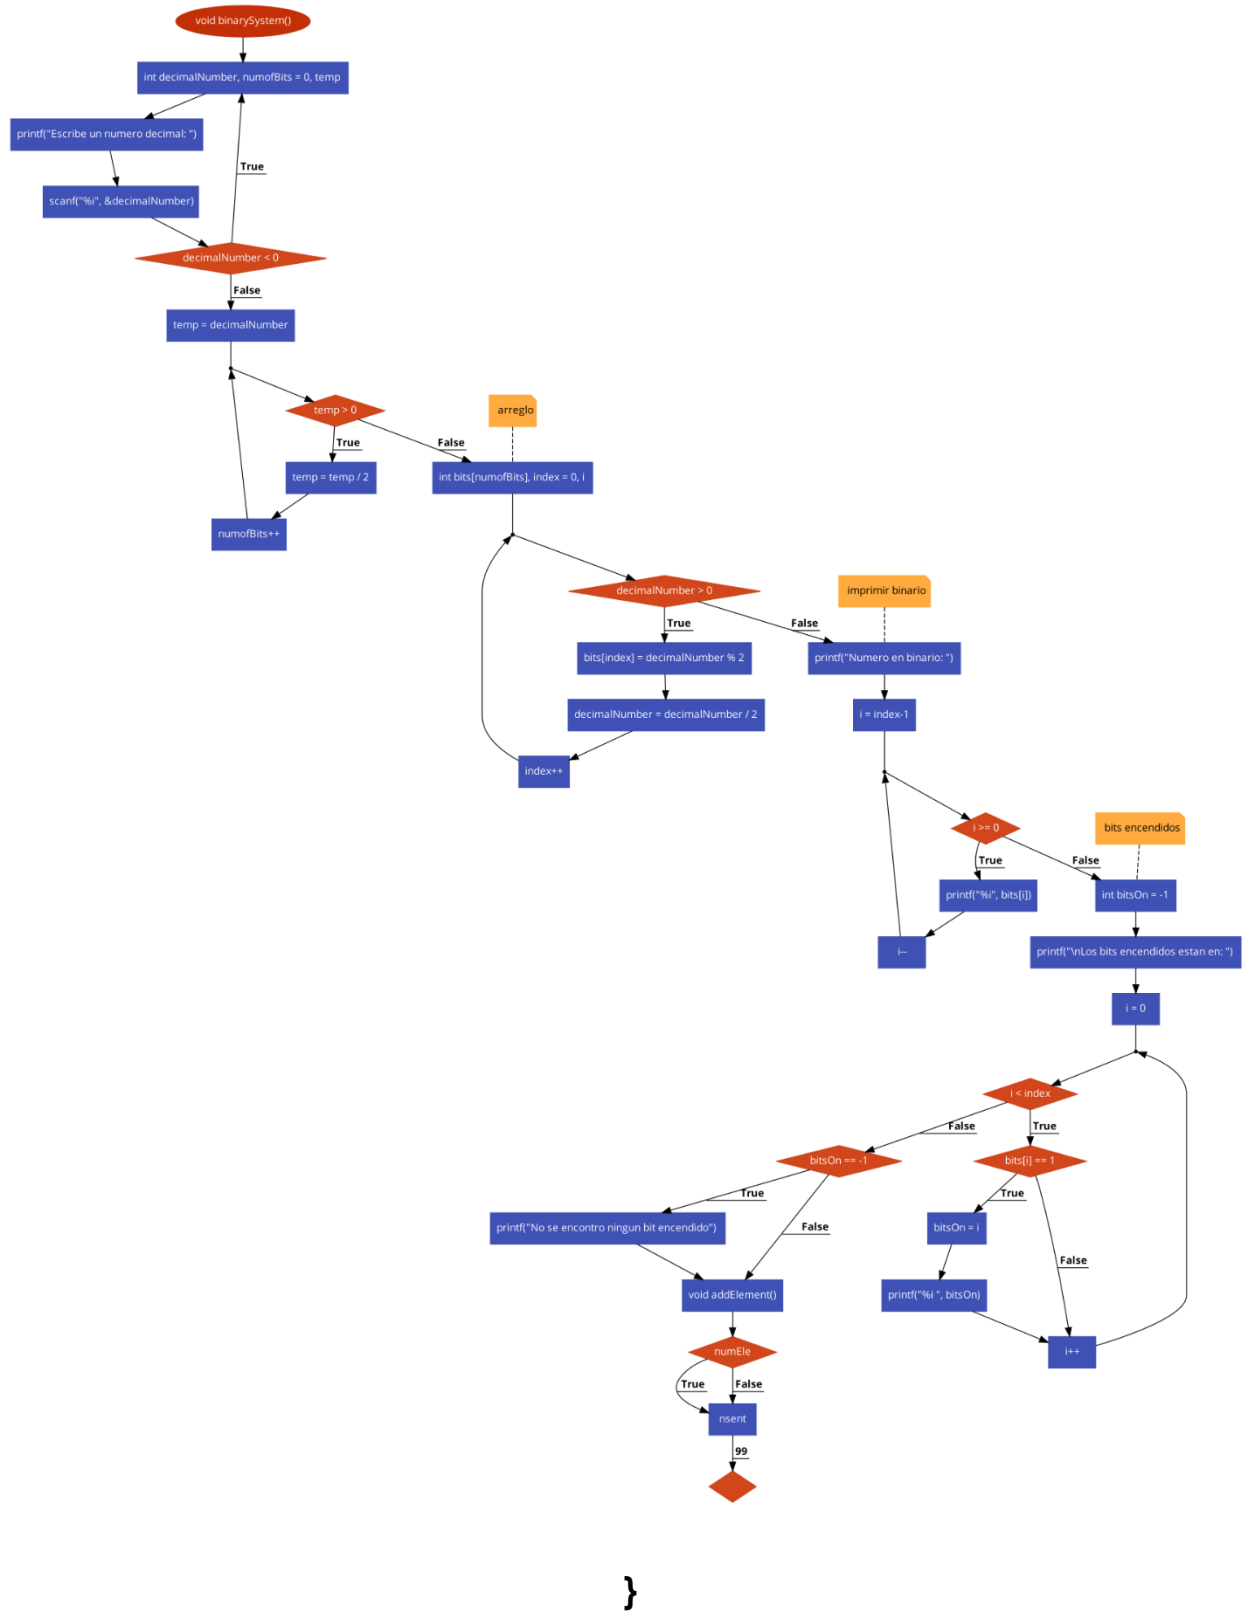 void binarySystem()
int decimalNumber, numofBits = 0, temp
printf("Escribe un numero decimal: ")
True
scanf("%i", &decimalNumber)
decimalNumber < 0
False
temp = decimalNumber
temp > 0
arreglo
True
False
temp = temp / 2
int bits[numofBits], index = 0, i
numofBits++
decimalNumber > 0
imprimir binario
True
False
bits[index] = decimalNumber % 2
printf("Numero en binario: ")
decimalNumber = decimalNumber / 2
i = index-1
index++
i >= 0
bits encendidos
True
False
printf("%i", bits[i])
int bitsOn = -1
i--
printf("\nLos bits encendidos estan en: ")
i = 0
i < index
False
True
bitsOn == -1
bits[i] == 1
True
True
printf("No se encontro ningun bit encendido")
False
bitsOn = i
False
void addElement()
printf("%i ", bitsOn)
numEle
i++
True
False
nsent
99
}